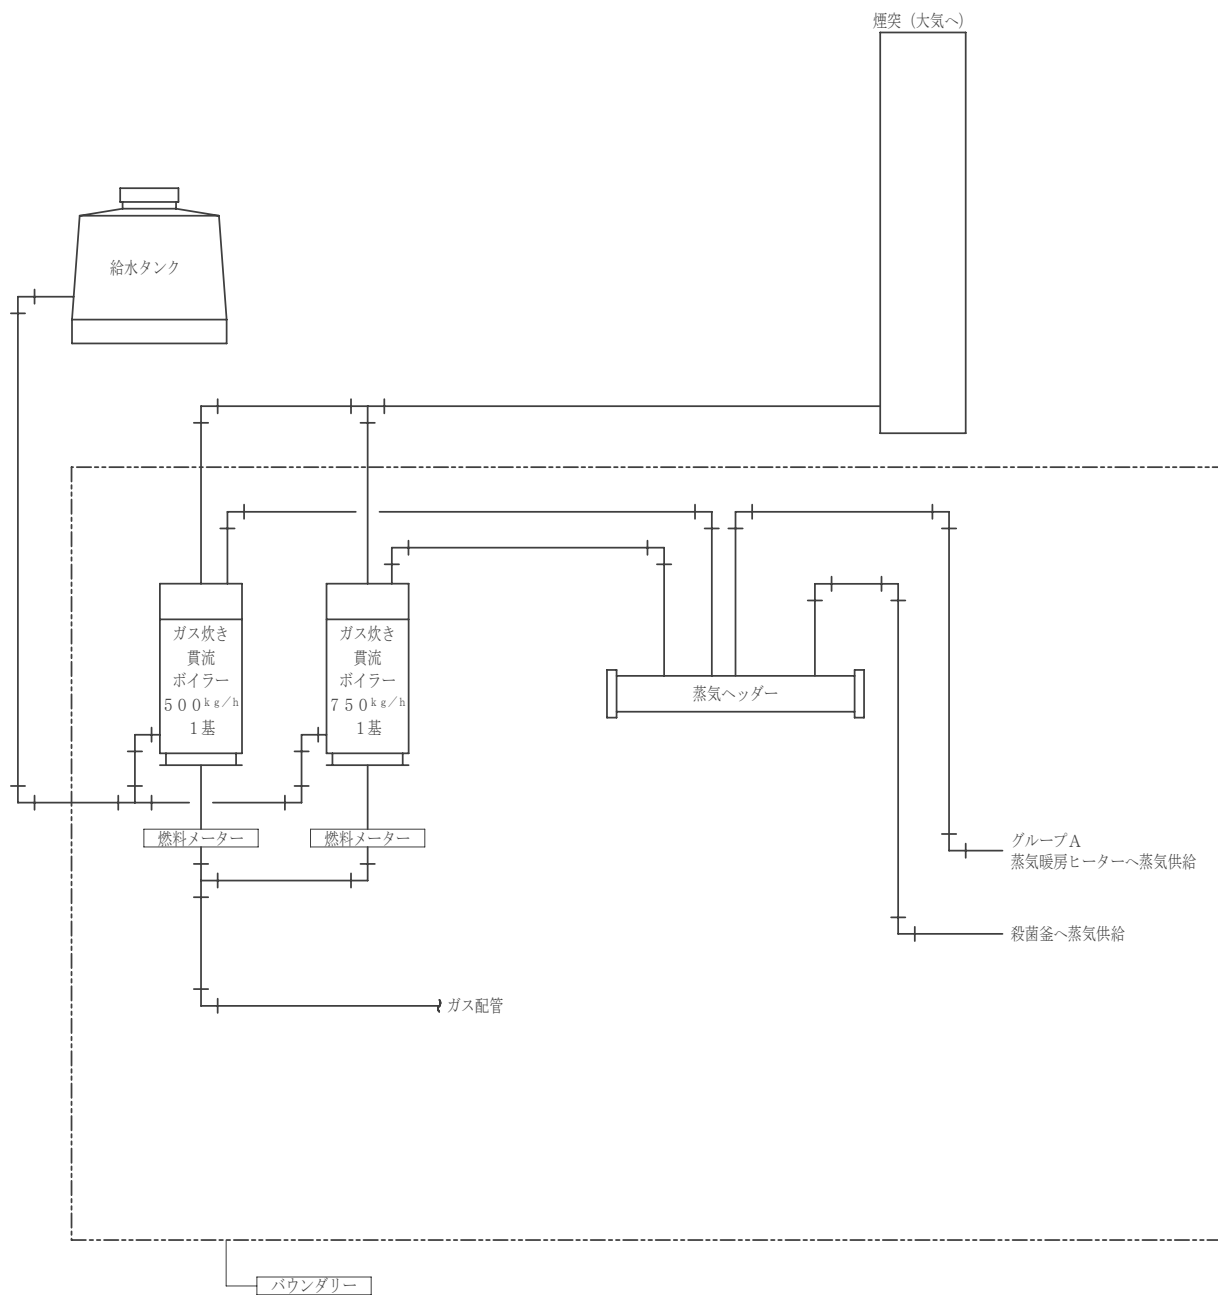 煙突（大気へ）
給水タンク
ガス炊き
貫流
ボイラー
５００ｋｇ／ｈ
１基
ガス炊き
貫流
ボイラー
７５０ｋｇ／ｈ
１基
蒸気ヘッダー
燃料メーター
燃料メーター
グループＡ
蒸気暖房ヒーターへ蒸気供給
殺菌釜へ蒸気供給
ガス配管
バウンダリー